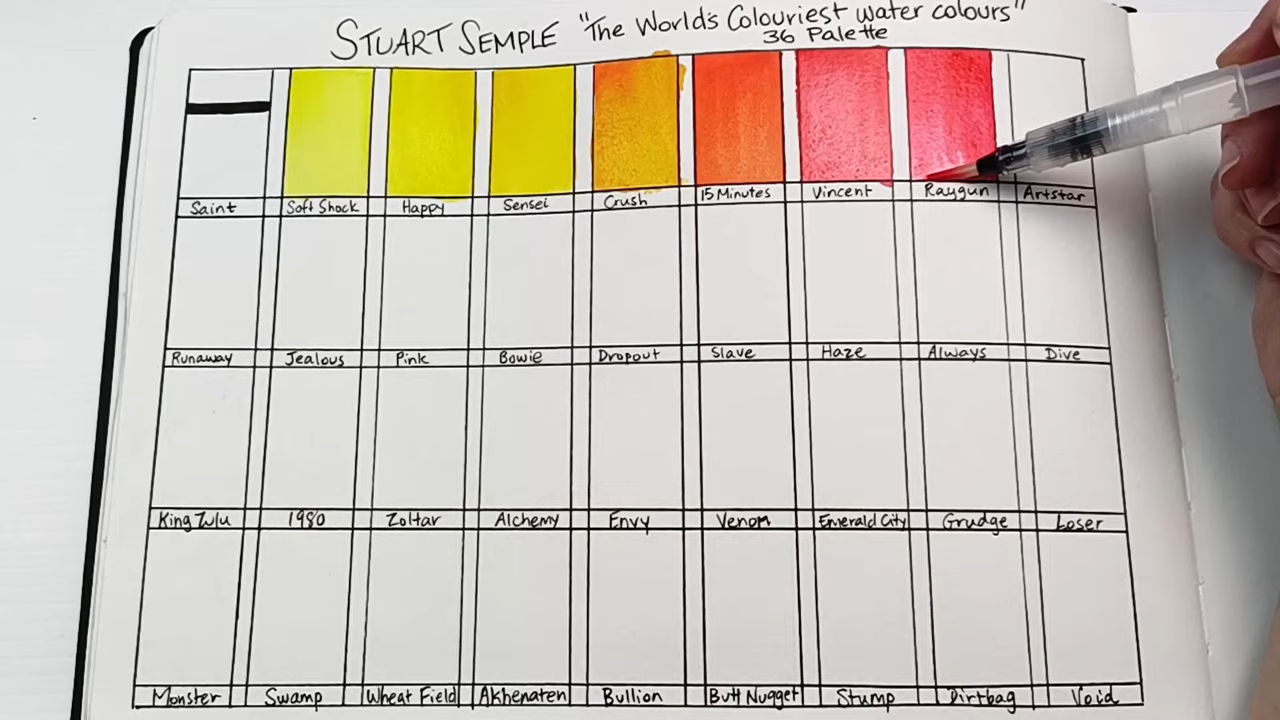 STUART SEMPLE "The World's Colouriest water colours"
36 Palette
Saint Soft Shock Happy Sensei Crush 15 Minutes Vincent Raygun Artstar
Runaway Jealous Pink Bowie Dropout Slave Haze Always Dive
King Zulu 1980 Zoltar Alchemy Envy Venom Emerald City Grudge Loser
Monster Swamp Wheat Field Akhenaten Bullion Butt Nugget Stump Dirtbag Void